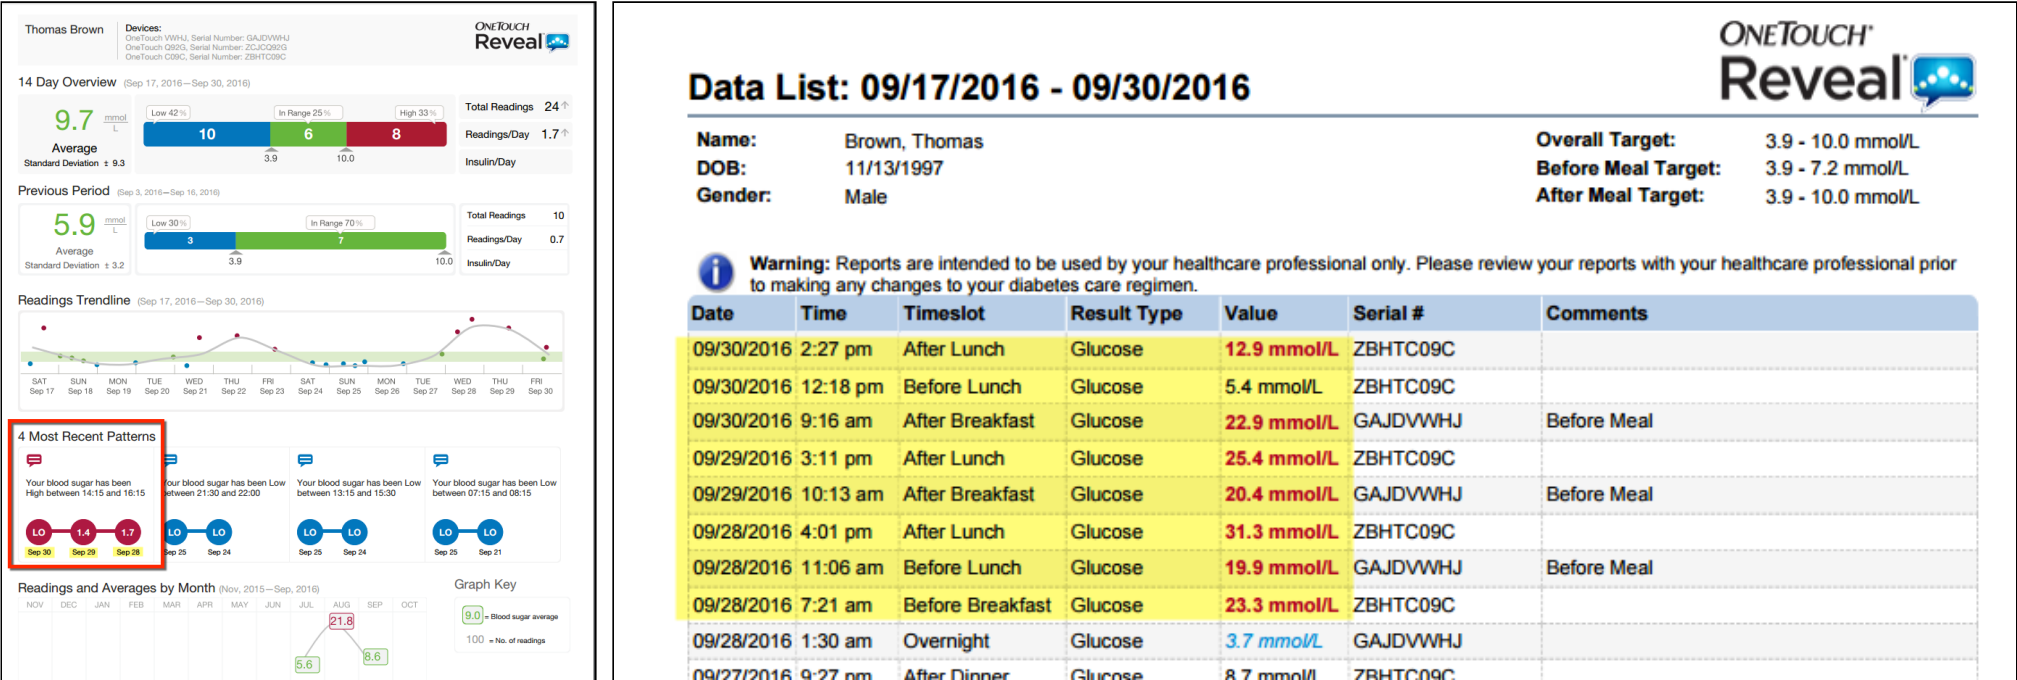 Thomas Brown
Devices:
OneTouch VWHJ, Serial Number: GAJDVWHJ
OneTouch Q92G, Serial Number: ZCJCQ92G
OneTouch C09C, Serial Number: ZBHTC09C
ONETOUCH
Reveal
14 Day Overview (Sep 17, 2016—Sep 30, 2016)
9.7 mmol
L
Average
Standard Deviation ± 9.3
Low 42% In Range 25% High 33%
10 6 8
3.9 10.0
Total Readings 24
Readings/Day 1.7
Insulin/Day
Previous Period (Sep 3, 2016—Sep 16, 2016)
5.9 mmol
L
Average
Standard Deviation ± 3.2
Low 30% In Range 70%
3 7
3.9 10.0
Total Readings 10
Readings/Day 0.7
Insulin/Day
Readings Trendline (Sep 17, 2016—Sep 30, 2016)
SAT SUN MON TUE WED THU FRI SAT SUN MON TUE WED THU FRI
Sep 17 Sep 18 Sep 19 Sep 20 Sep 21 Sep 22 Sep 23 Sep 24 Sep 25 Sep 26 Sep 27 Sep 28 Sep 29 Sep 30
4 Most Recent Patterns
Your blood sugar has been
High between 14:15 and 16:15
LO 1.4 1.7
Sep 30 Sep 29 Sep 28
Your blood sugar has been Low
between 21:30 and 22:00
LO LO
Sep 25 Sep 24
Your blood sugar has been Low
between 13:15 and 15:30
LO LO
Sep 25 Sep 24
Your blood sugar has been Low
between 07:15 and 08:15
LO LO
Sep 25 Sep 21
Readings and Averages by Month (Nov, 2015—Sep, 2016)
NOV DEC JAN FEB MAR APR MAY JUN JUL AUG SEP OCT
21.8
5.6 8.6
Graph Key
9.0 = Blood sugar average
100 = No. of readings
ONETOUCH
Reveal
Data List: 09/17/2016 - 09/30/2016
Name: Brown, Thomas
DOB: 11/13/1997
Gender: Male
Overall Target: 3.9 - 10.0 mmol/L
Before Meal Target: 3.9 - 7.2 mmol/L
After Meal Target: 3.9 - 10.0 mmol/L
Warning: Reports are intended to be used by your healthcare professional only. Please review your reports with your healthcare professional prior
to making any changes to your diabetes care regimen.
Date Time Timeslot Result Type Value Serial # Comments
09/30/2016 2:27 pm After Lunch Glucose 12.9 mmol/L ZBHTC09C
09/30/2016 12:18 pm Before Lunch Glucose 5.4 mmol/L ZBHTC09C
09/30/2016 9:16 am After Breakfast Glucose 22.9 mmol/L GAJDVWHJ Before Meal
09/29/2016 3:11 pm After Lunch Glucose 25.4 mmol/L ZBHTC09C
09/29/2016 10:13 am After Breakfast Glucose 20.4 mmol/L GAJDVWHJ Before Meal
09/28/2016 4:01 pm After Lunch Glucose 31.3 mmol/L ZBHTC09C
09/28/2016 11:06 am Before Lunch Glucose 19.9 mmol/L GAJDVWHJ Before Meal
09/28/2016 7:21 am Before Breakfast Glucose 23.3 mmol/L ZBHTC09C
09/28/2016 1:30 am Overnight Glucose 3.7 mmol/L GAJDVWHJ
09/27/2016 9:27 pm After Dinner Glucose 8.7 mmol/L ZBHTC09C